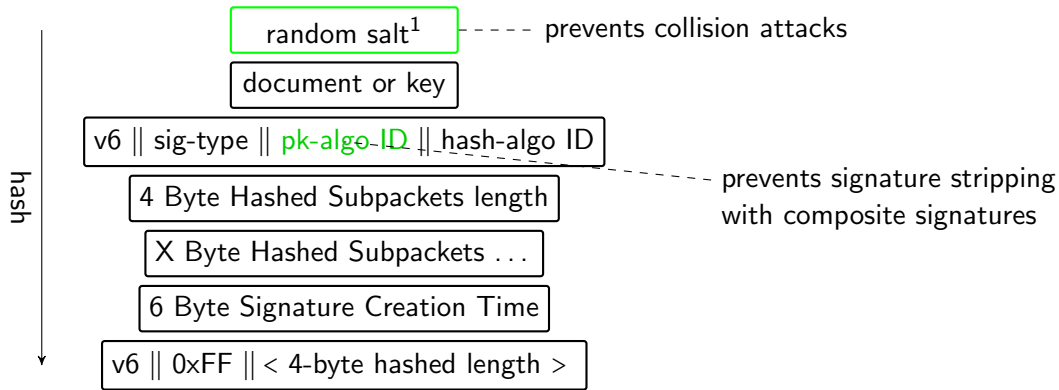 random salt¹
prevents collision attacks
document or key
v6 || sig-type || pk-algo ID || hash-algo ID
hash
prevents signature stripping
with composite signatures
4 Byte Hashed Subpackets length
X Byte Hashed Subpackets ...
6 Byte Signature Creation Time
v6 || 0xFF || < 4-byte hashed length >